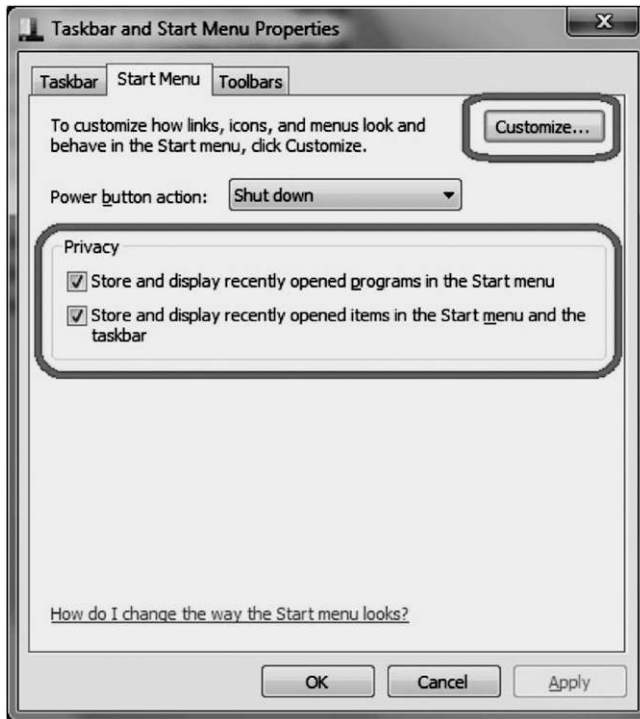 Taskbar and Start Menu Properties
X
Taskbar Start Menu Toolbars
To customize how links, icons, and menus look and
behave in the Start menu, click Customize.
Customize...
Power button action: Shut down
Privacy
Store and display recently opened programs in the Start menu
Store and display recently opened items in the Start menu and the
taskbar
How do I change the way the Start menu looks?
OK Cancel Apply